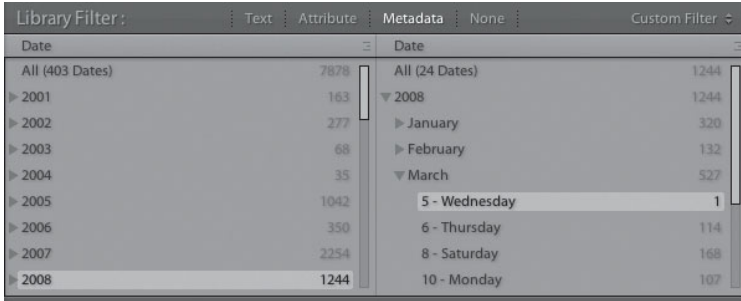 Library Filter : Text Attribute Metadata None Custom Filter
Date
All (403 Dates) 7878
2001 163
2002 277
2003 68
2004 35
2005 1042
2006 350
2007 2254
2008 1244
Date
All (24 Dates) 1244
2008 1244
January 320
February 132
March 527
5 - Wednesday 1
6 - Thursday 114
8 - Saturday 168
10 - Monday 107